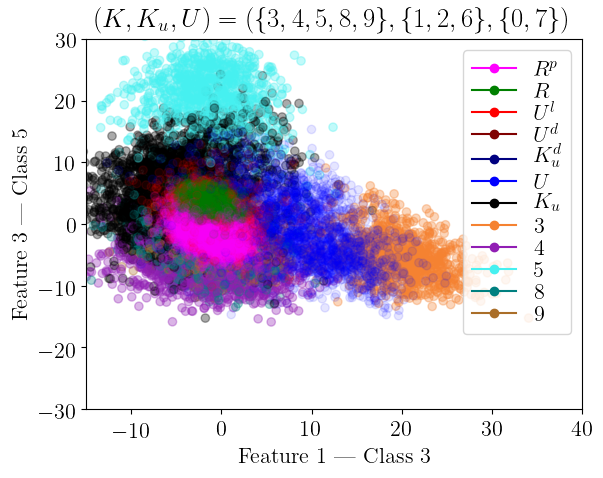 (K, K_u, U) = ({3, 4, 5, 8, 9}, {1, 2, 6}, {0, 7})
30
20
10
0
−10
−20
−30
Feature 3 — Class 5
R^p
R
U^l
U^d
K_u^d
U
K_u
3
4
5
8
9
−10
0
10
20
30
40
Feature 1 — Class 3